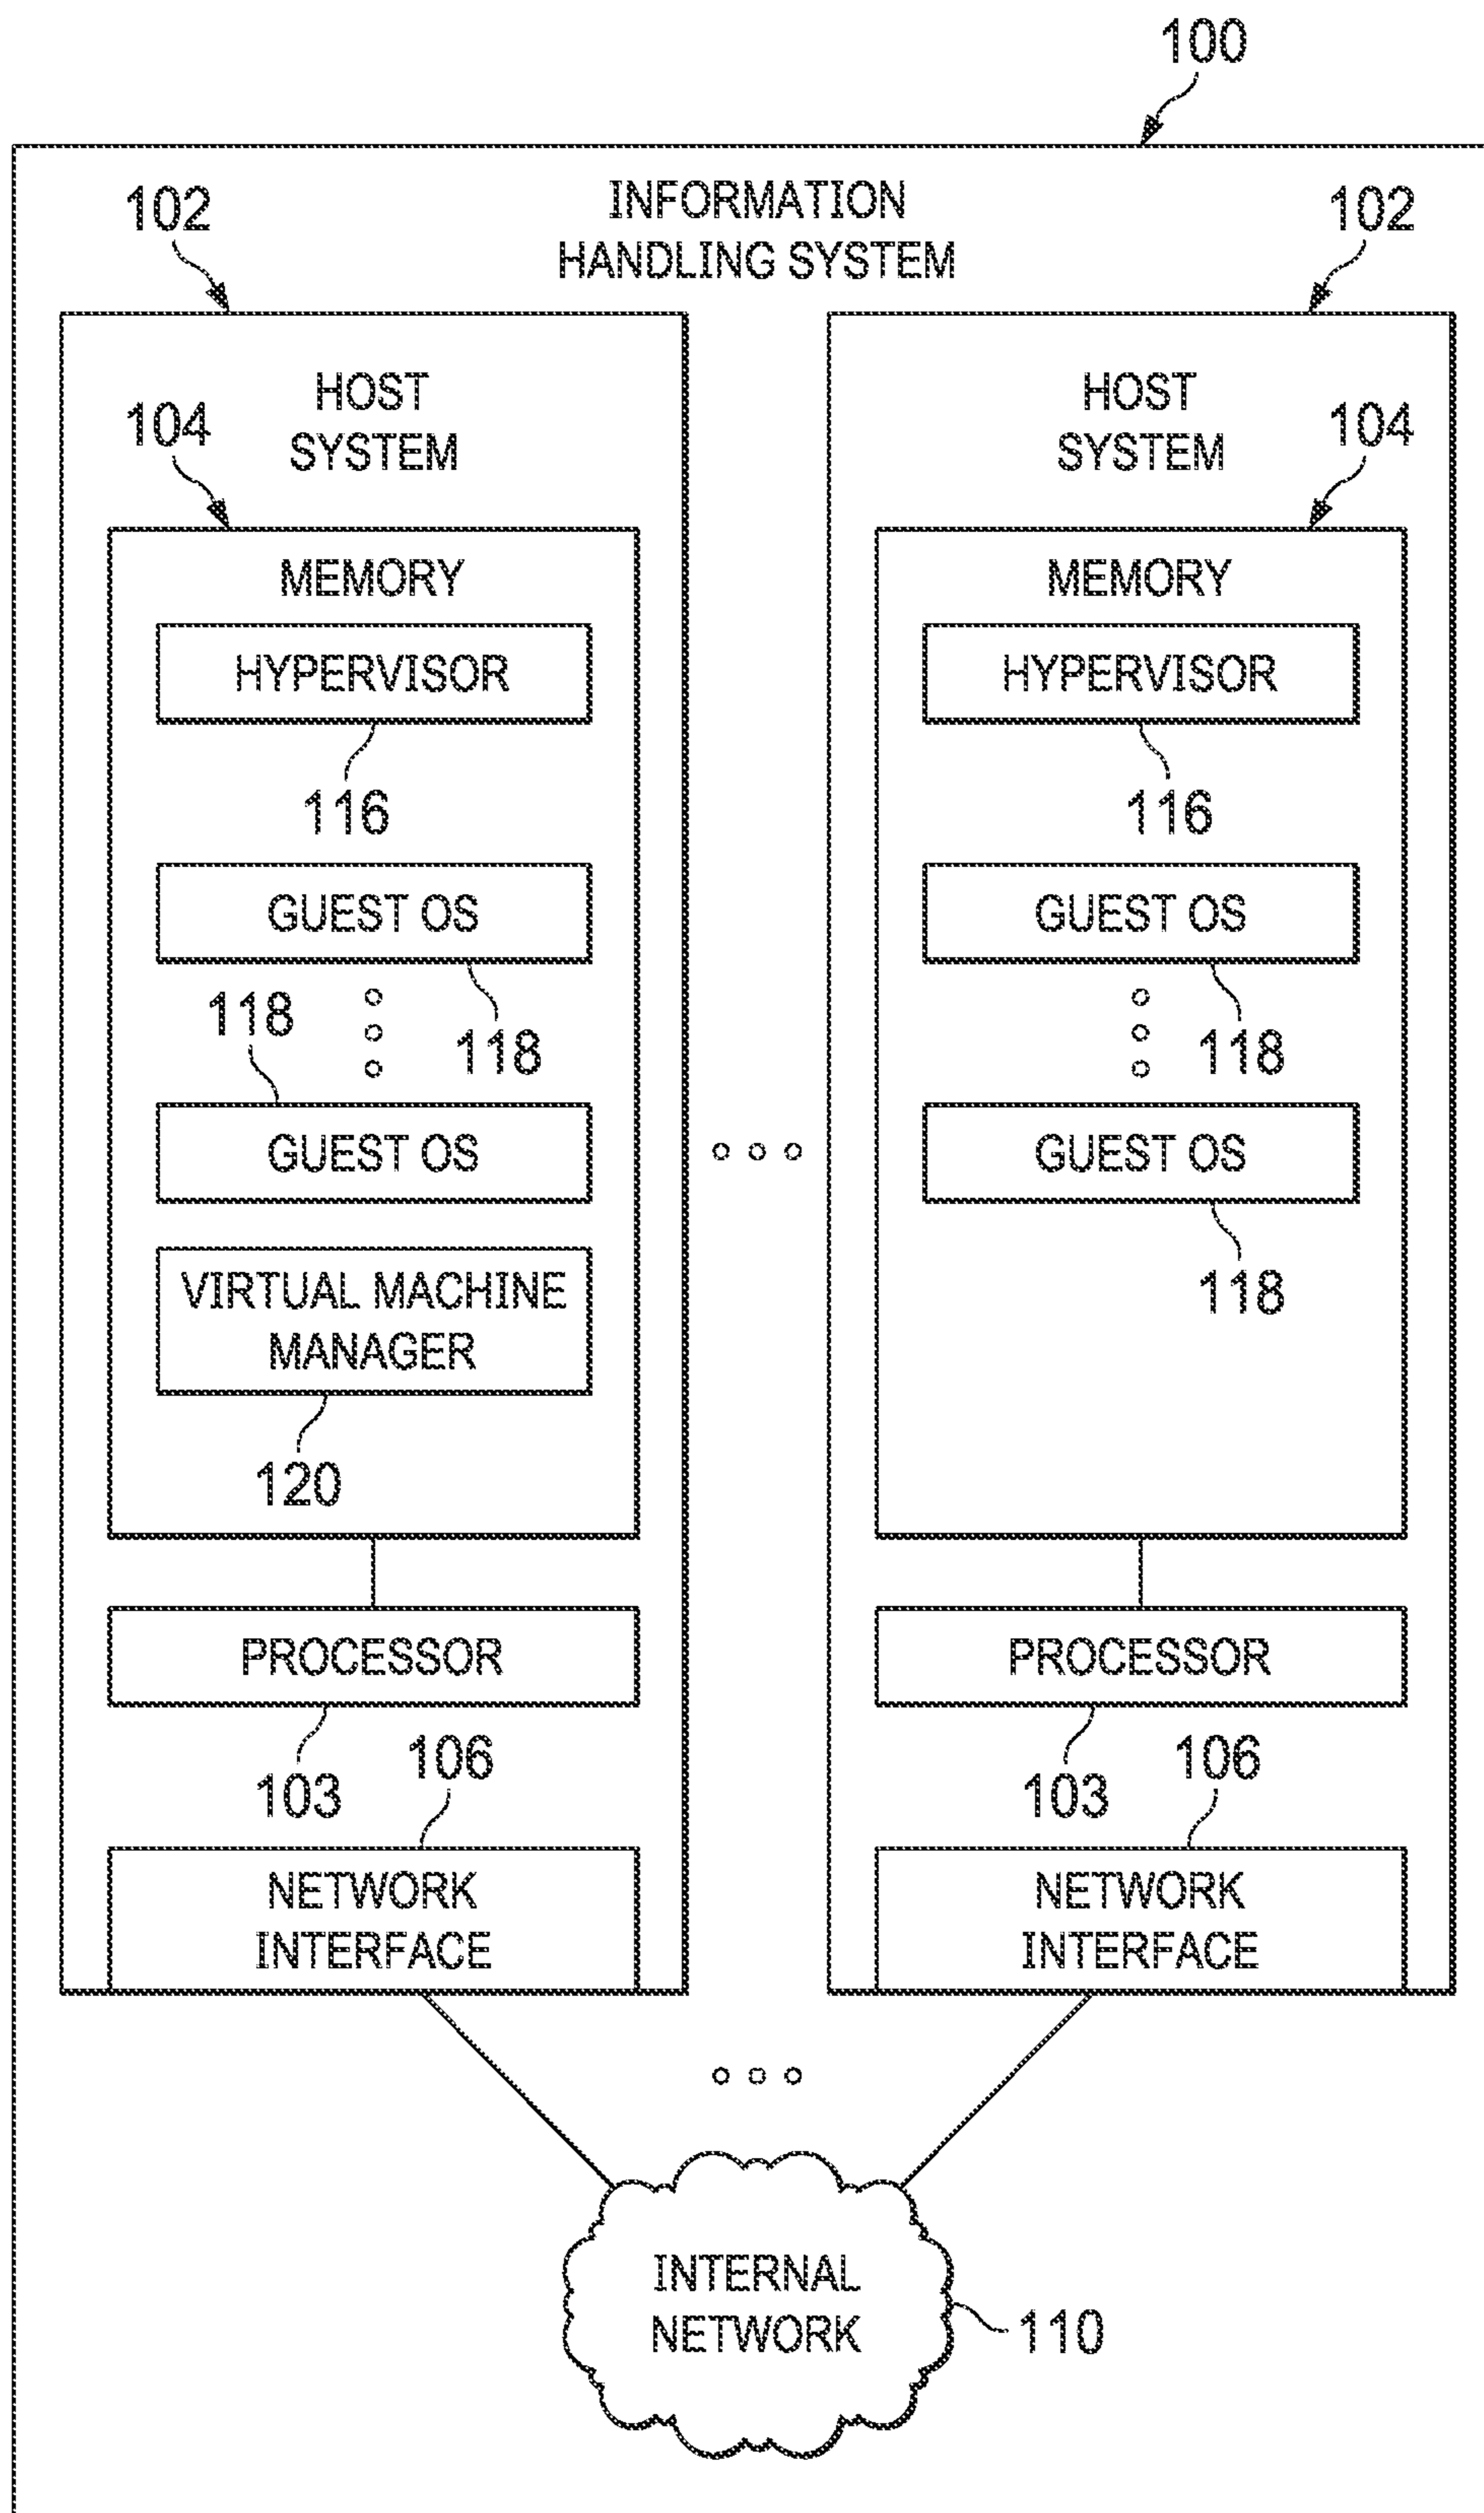 100
INFORMATION
HANDLING SYSTEM
102
HOST
SYSTEM
104
MEMORY
HYPERVISOR
116
GUEST OS
118
118
GUEST OS
VIRTUAL MACHINE
MANAGER
120
PROCESSOR
103
106
NETWORK
INTERFACE
102
HOST
SYSTEM
104
MEMORY
HYPERVISOR
116
GUEST OS
118
GUEST OS
118
PROCESSOR
103
106
NETWORK
INTERFACE
INTERNAL
NETWORK
110